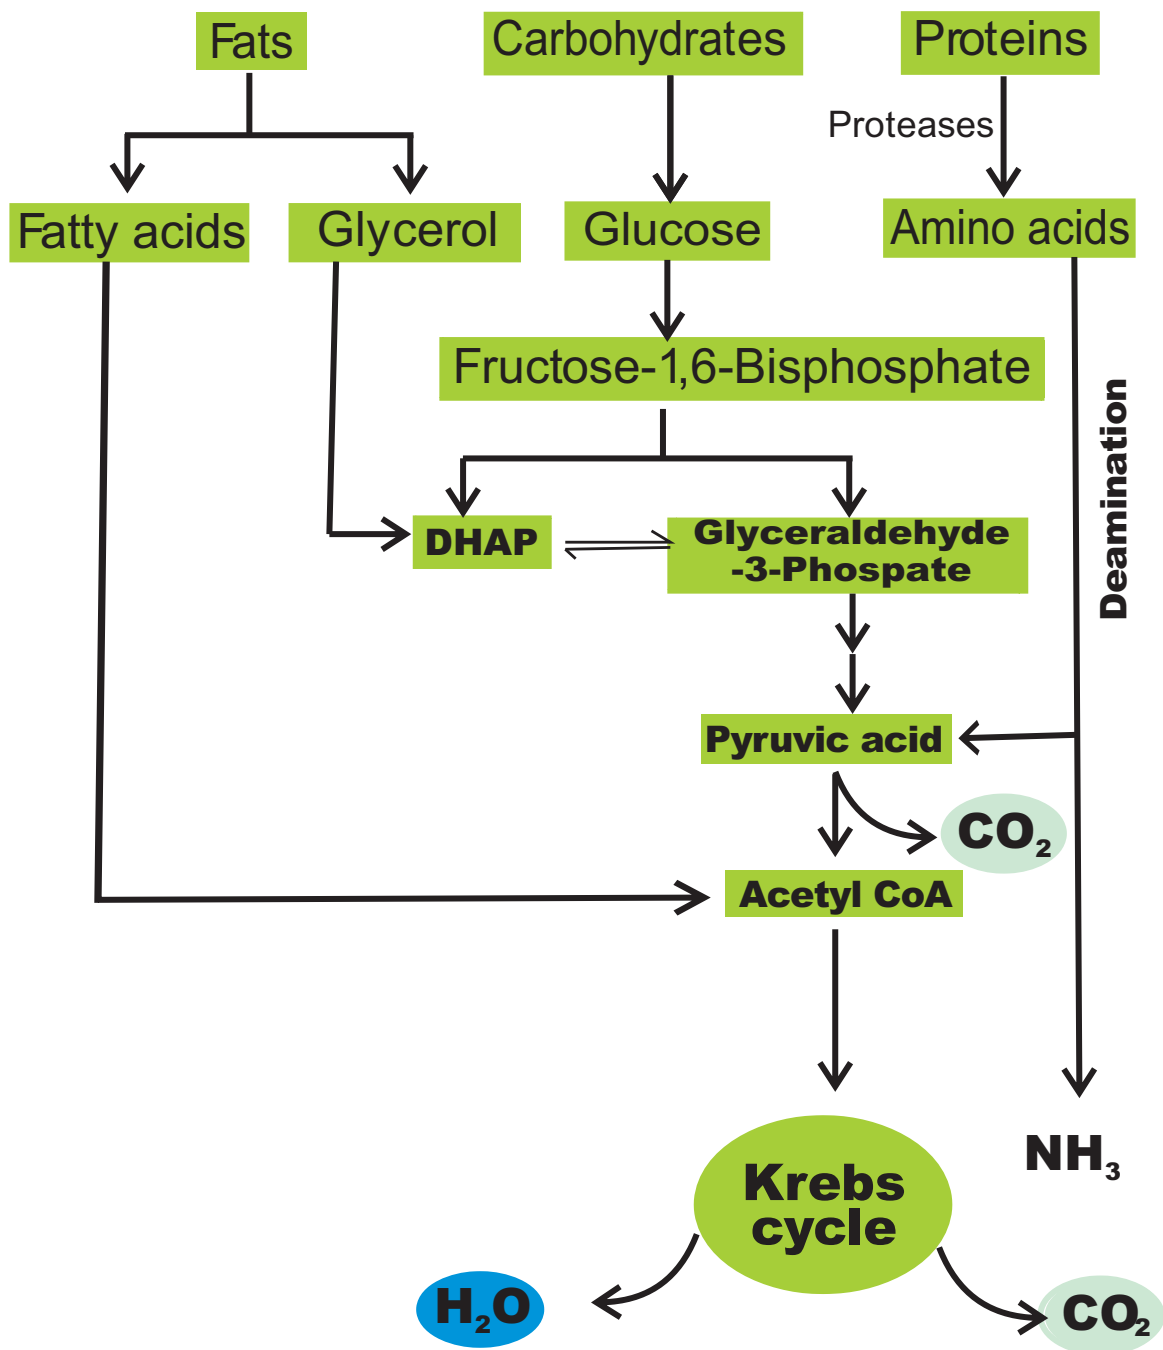 Fats
Carbohydrates
Proteins
Proteases
Fatty acids
Glycerol
Glucose
Amino acids
Fructose-1,6-Bisphosphate
Deamination
DHAP
Glyceraldehyde
-3-Phospate
Pyruvic acid
CO₂
Acetyl CoA
NH₃
Krebs
cycle
H₂O
CO₂